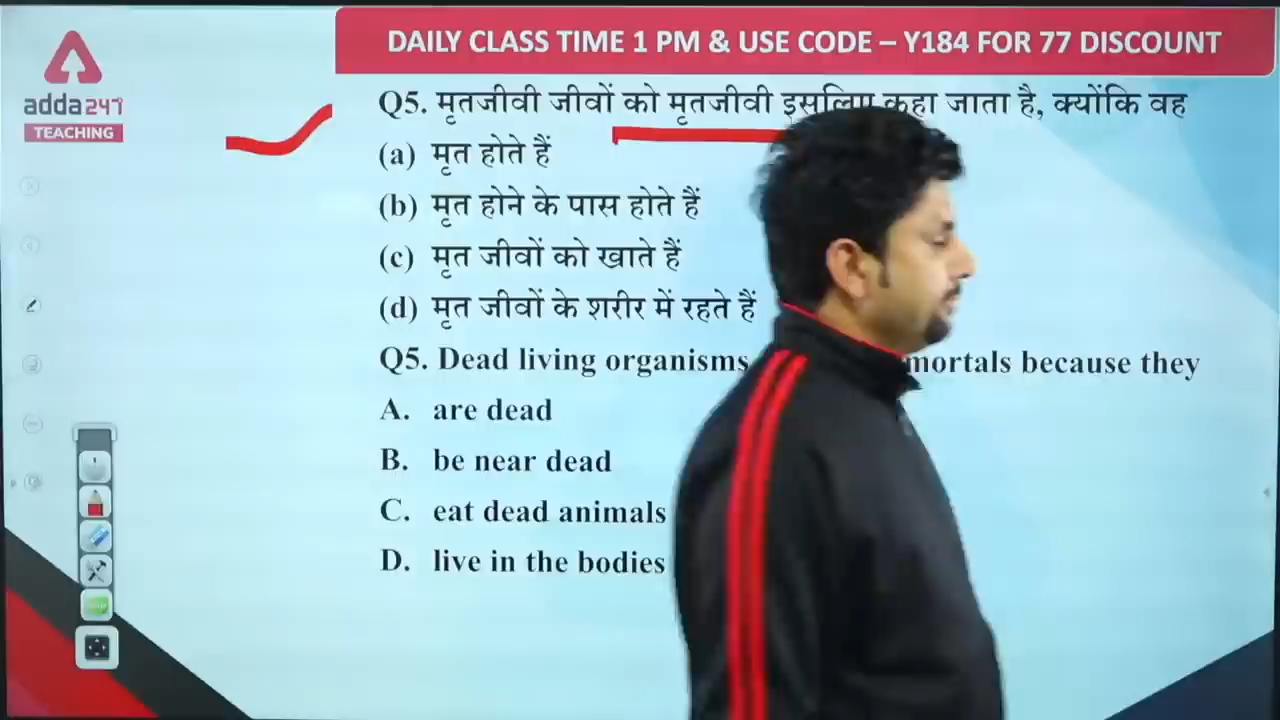 DAILY CLASS TIME 1 PM & USE CODE – Y184 FOR 77 DISCOUNT
adda247
TEACHING
Q5. मृतजीवी जीवों को मृतजीवी इसलिए कहा जाता है, क्योंकि वह
(a) मृत होते हैं
(b) मृत होने के पास होते हैं
(c) मृत जीवों को खाते हैं
(d) मृत जीवों के शरीर में रहते हैं
Q5. Dead living organisms mortals because they
A. are dead
B. be near dead
C. eat dead animals
D. live in the bodies